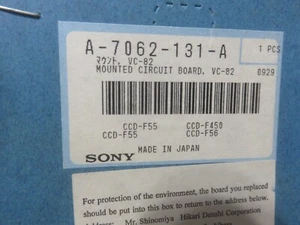 A-7062-131-A
1 PCS
マウント, VC-82
MOUNTED CIRCUIT BOARD, VC-82 0929
CCD-F55 CCD-F450
CCD-F55 CCD-F56
MADE IN JAPAN
SONY
For protection of the environment, the board you replaced
should be put into this box to return to the address below.
Address: Mr. Shinomiya Hikari Denshi Corporation